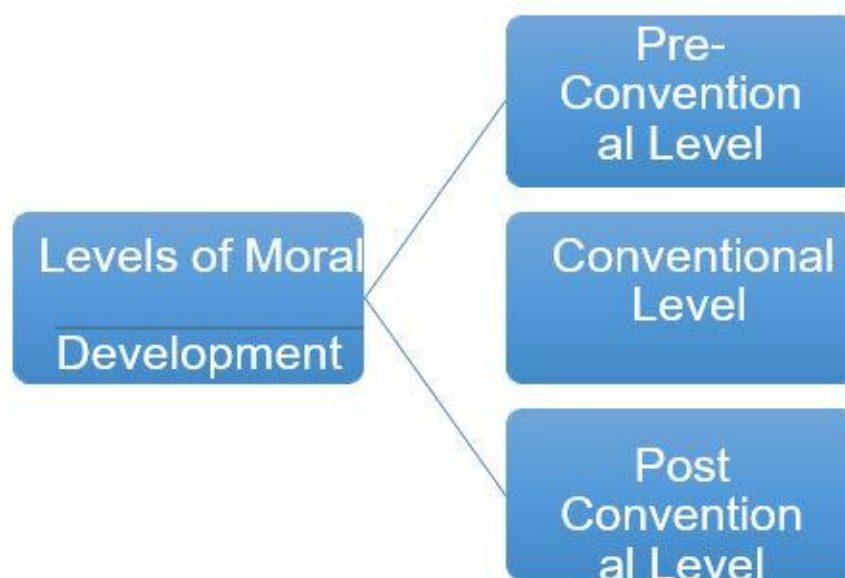 Levels of Moral
Development
Pre-
Convention
al Level
Conventional
Level
Post
Convention
al Level